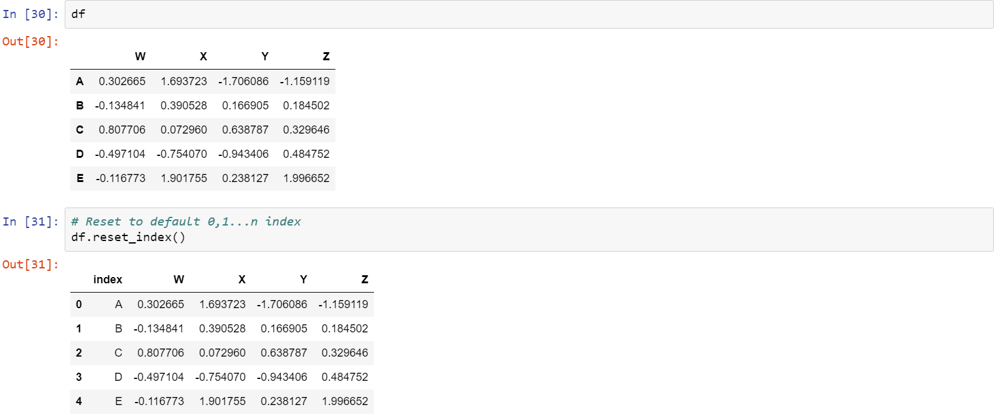 In [30]: df
Out[30]:
W X Y Z
A 0.302665 1.693723 -1.706086 -1.159119
B -0.134841 0.390528 0.166905 0.184502
C 0.807706 0.072960 0.638787 0.329646
D -0.497104 -0.754070 -0.943406 0.484752
E -0.116773 1.901755 0.238127 1.996652
In [31]: # Reset to default 0,1...n index
df.reset_index()
Out[31]:
index W X Y Z
0 A 0.302665 1.693723 -1.706086 -1.159119
1 B -0.134841 0.390528 0.166905 0.184502
2 C 0.807706 0.072960 0.638787 0.329646
3 D -0.497104 -0.754070 -0.943406 0.484752
4 E -0.116773 1.901755 0.238127 1.996652